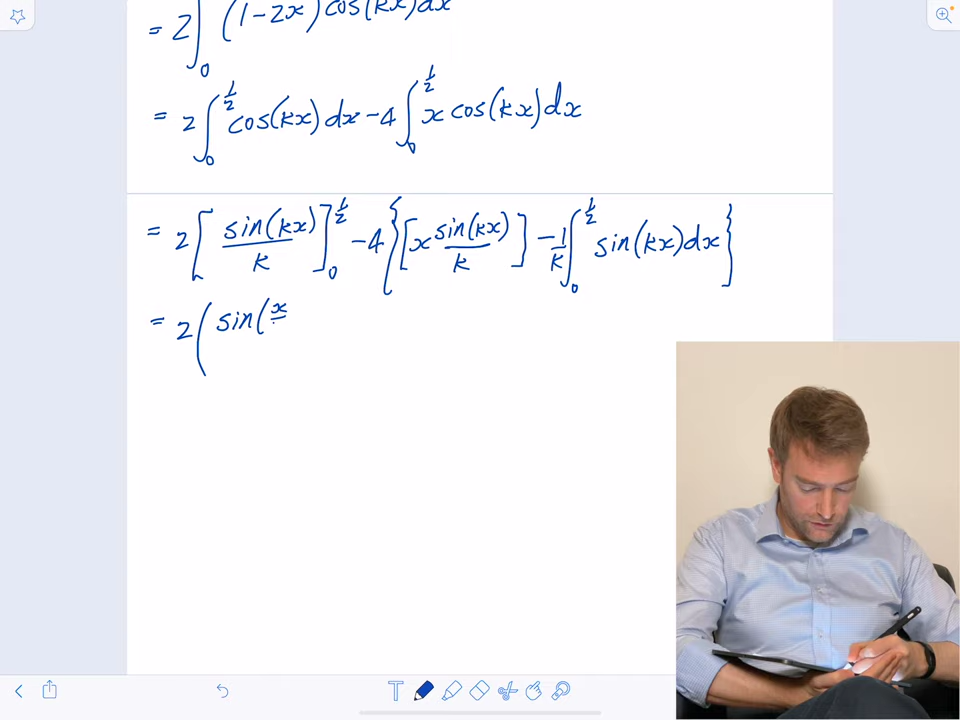 = 2∫₀ (1-2x) cos(kx)dx
= 2∫₀^½ cos(kx) dx -4∫₀^½ x cos(kx) dx
= 2[sin(kx)/k]₀^½ -4{[x sin(kx)/k] - 1/k ∫₀^½ sin(kx) dx}
= 2(sin(x
T